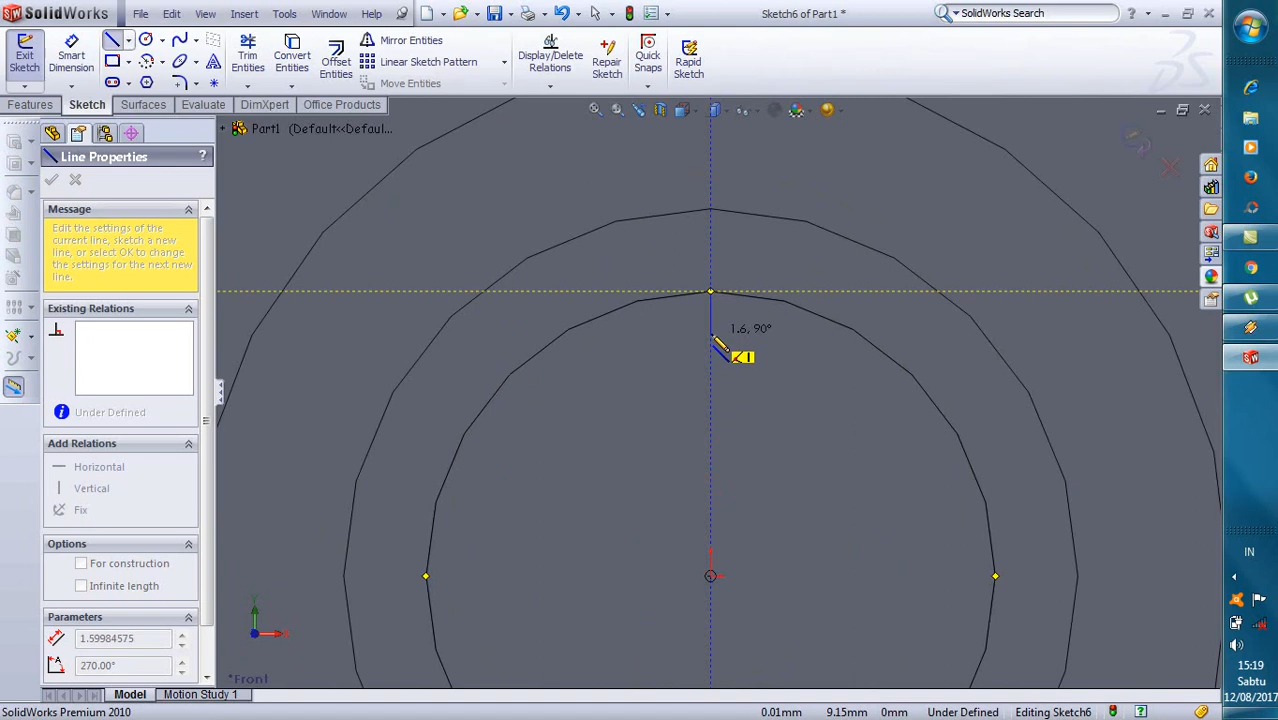 SolidWorks
File
Edit
View
Insert
Tools
Window
Help
Sketch6 of Part1 *
SolidWorks Search
Exit Sketch
Smart Dimension
Trim Entities
Convert Entities
Offset Entities
Mirror Entities
Linear Sketch Pattern
Move Entities
Display/Delete Relations
Repair Sketch
Quick Snaps
Rapid Sketch
Features
Sketch
Surfaces
Evaluate
DimXpert
Office Products
Part1 (Default<<Defaul...
Line Properties
?
Message
Edit the settings of the
current line, sketch a new
line, or select OK to change
the settings for the next new
line.
Existing Relations
Under Defined
Add Relations
Horizontal
Vertical
Fix
Options
For construction
Infinite length
Parameters
1.59984575
270.00°
1.6, 90°
Y
X
*Front
Model
Motion Study 1
SolidWorks Premium 2010
0.01mm
9.15mm
0mm
Under Defined
Editing Sketch6
IN
15:19
Sabtu
12/08/2017